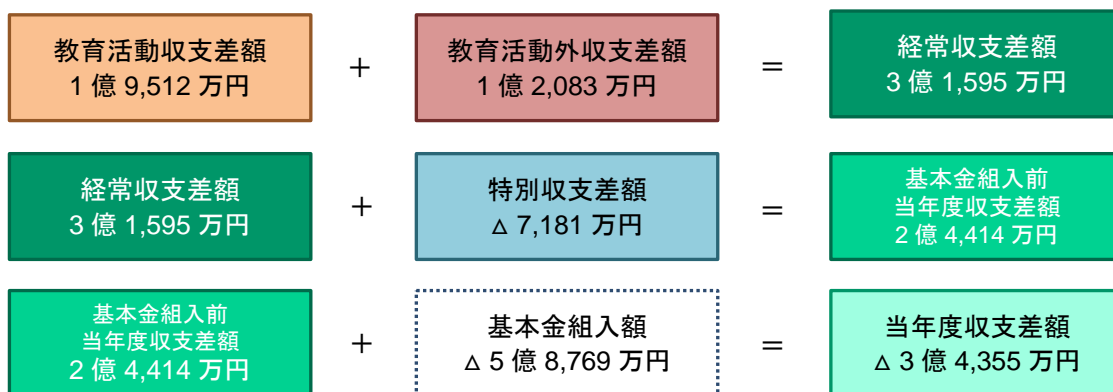 教育活動収支差額
1 億 9,512 万円
+
教育活動外収支差額
1 億 2,083 万円
=
経常収支差額
3 億 1,595 万円
経常収支差額
3 億 1,595 万円
+
特別収支差額
△ 7,181 万円
=
基本金組入前
当年度収支差額
2 億 4,414 万円
基本金組入前
当年度収支差額
2 億 4,414 万円
+
基本金組入額
△ 5 億 8,769 万円
=
当年度収支差額
△ 3 億 4,355 万円